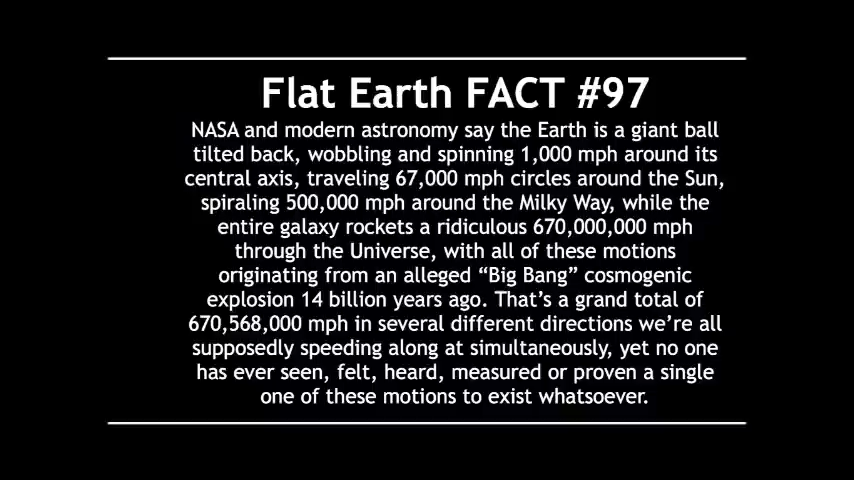 Flat Earth FACT #97
NASA and modern astronomy say the Earth is a giant ball
tilted back, wobbling and spinning 1,000 mph around its
central axis, traveling 67,000 mph circles around the Sun,
spiraling 500,000 mph around the Milky Way, while the
entire galaxy rockets a ridiculous 670,000,000 mph
through the Universe, with all of these motions
originating from an alleged “Big Bang” cosmogenic
explosion 14 billion years ago. That’s a grand total of
670,568,000 mph in several different directions we’re all
supposedly speeding along at simultaneously, yet no one
has ever seen, felt, heard, measured or proven a single
one of these motions to exist whatsoever.